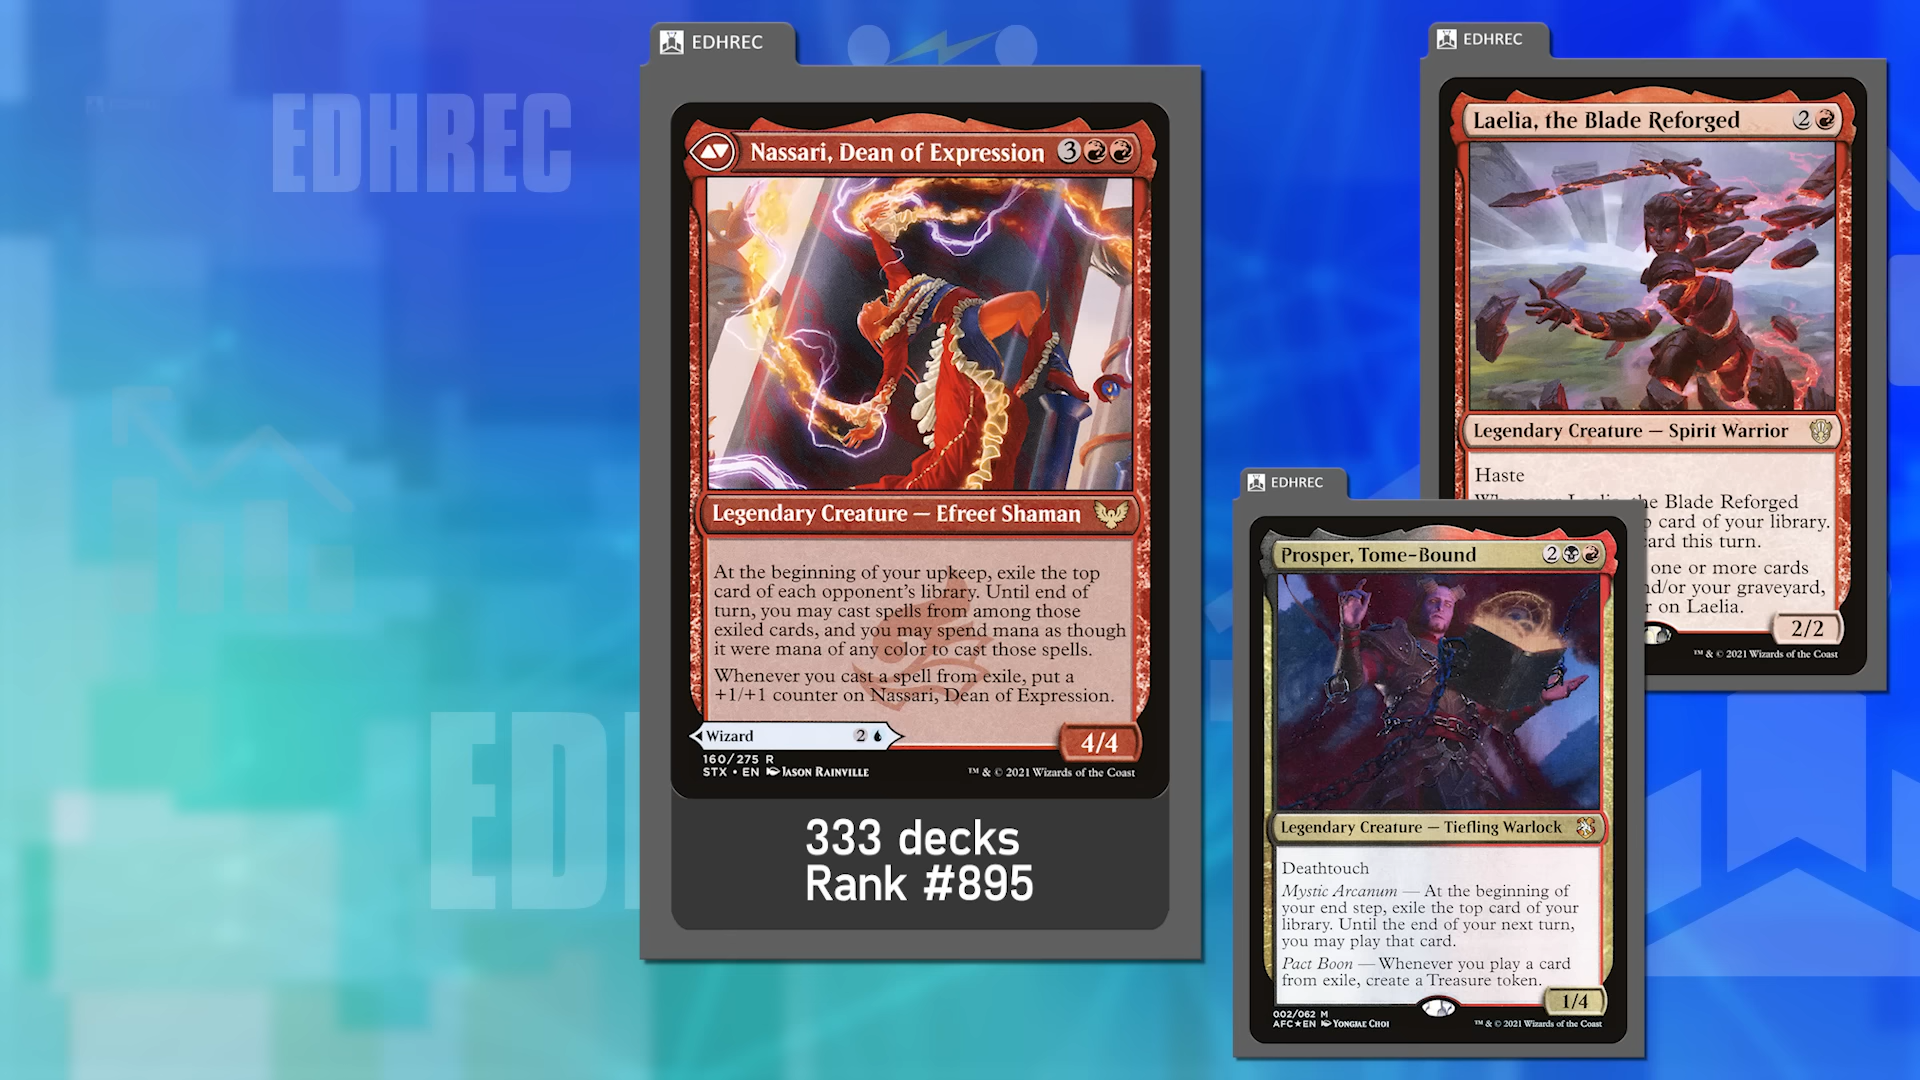 EDHREC
EDHREC
Nassari, Dean of Expression 3
Legendary Creature — Efreet Shaman
At the beginning of your upkeep, exile the top
card of each opponent's library. Until end of
turn, you may cast spells from among those
exiled cards, and you may spend mana as though
it were mana of any color to cast those spells.
Whenever you cast a spell from exile, put a
+1/+1 counter on Nassari, Dean of Expression.
Wizard 2
4/4
160/275 R
STX • EN Jason Rainville
™ & © 2021 Wizards of the Coast
333 decks
Rank #895
EDHREC
Laelia, the Blade Reforged 2
Legendary Creature — Spirit Warrior
Haste
the Blade Reforged
card of your library.
card this turn.
one or more cards
and/or your graveyard,
on Laelia.
2/2
™ & © 2021 Wizards of the Coast
EDHREC
Prosper, Tome-Bound 2
Legendary Creature — Tiefling Warlock
Deathtouch
Mystic Arcanum — At the beginning of
your end step, exile the top card of your
library. Until the end of your next turn,
you may play that card.
Pact Boon — Whenever you play a card
from exile, create a Treasure token.
1/4
002/062 M
AFC★EN Yongjae Choi
™ & © 2021 Wizards of the Coast
ED